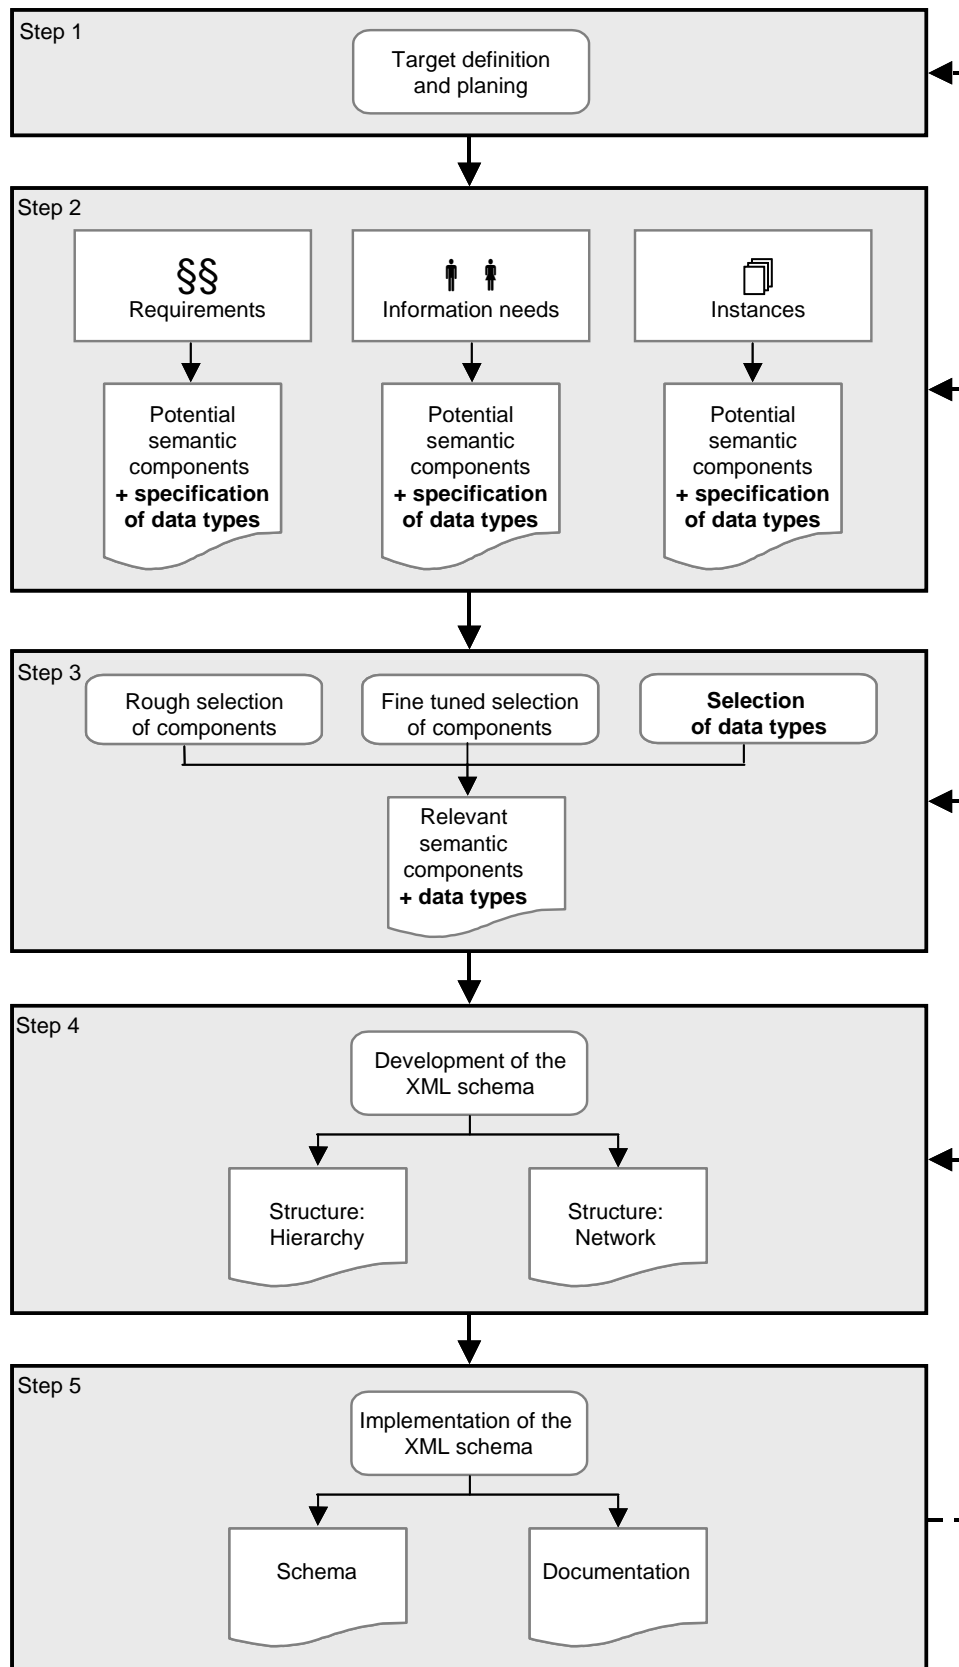 Step 1
Target definition
and planing
Step 2
§§
Requirements
Information needs
Instances
Potential
semantic
components
+ specification
of data types
Potential
semantic
components
+ specification
of data types
Potential
semantic
components
+ specification
of data types
Step 3
Rough selection
of components
Fine tuned selection
of components
Selection
of data types
Relevant
semantic
components
+ data types
Step 4
Development of the
XML schema
Structure:
Hierarchy
Structure:
Network
Step 5
Implementation of the
XML schema
Schema
Documentation